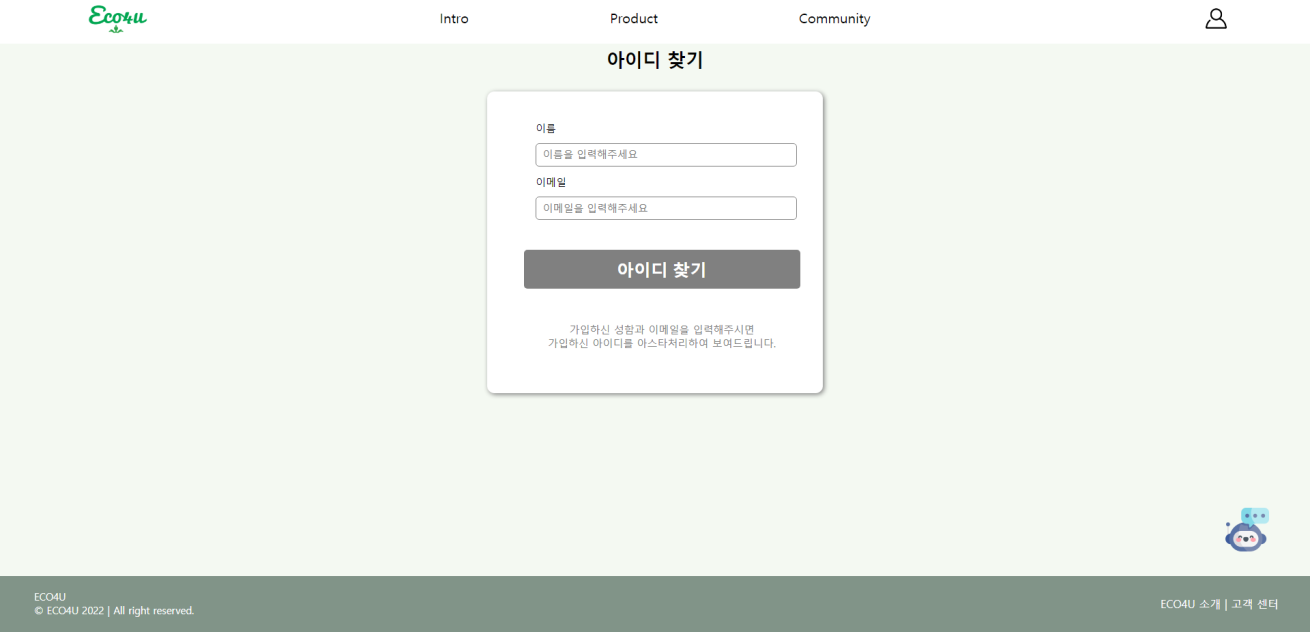 Eco4u
Intro
Product
Community
아이디 찾기
이름
이름을 입력해주세요
이메일
이메일을 입력해주세요
아이디 찾기
가입하신 성함과 이메일을 입력해주시면
가입하신 아이디를 아스타처리하여 보여드립니다.
ECO4U
© ECO4U 2022 | All right reserved.
ECO4U 소개 | 고객 센터